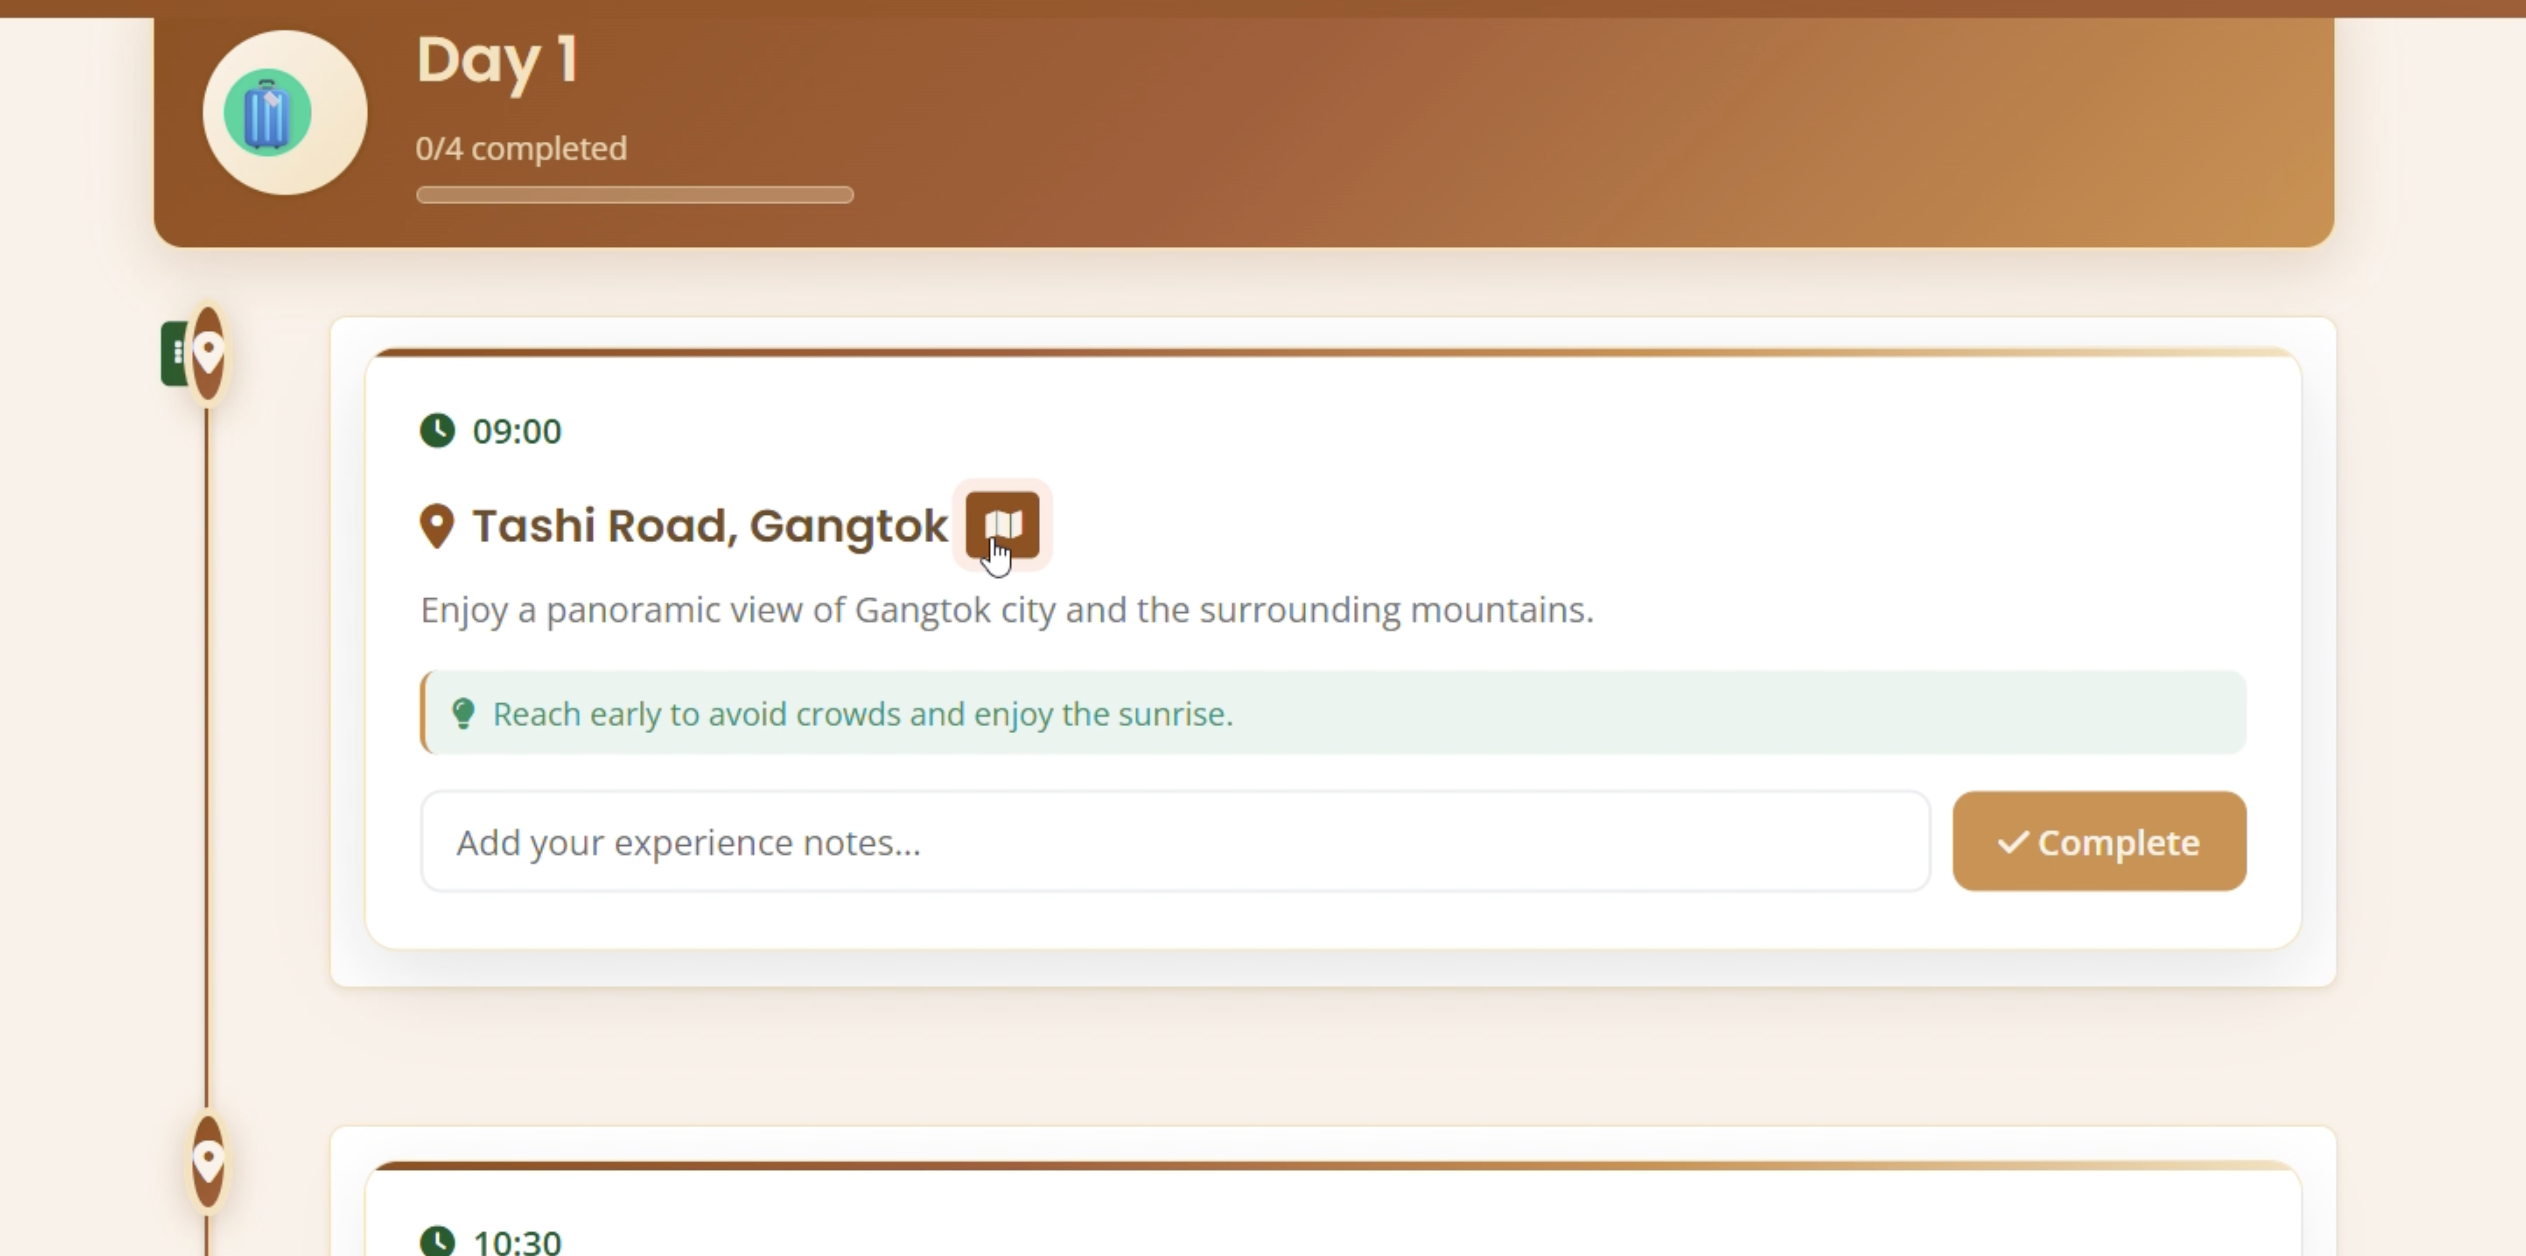 Day 1
0/4 completed
09:00
Tashi Road, Gangtok
Enjoy a panoramic view of Gangtok city and the surrounding mountains.
Reach early to avoid crowds and enjoy the sunrise.
Add your experience notes...
Complete
10:30